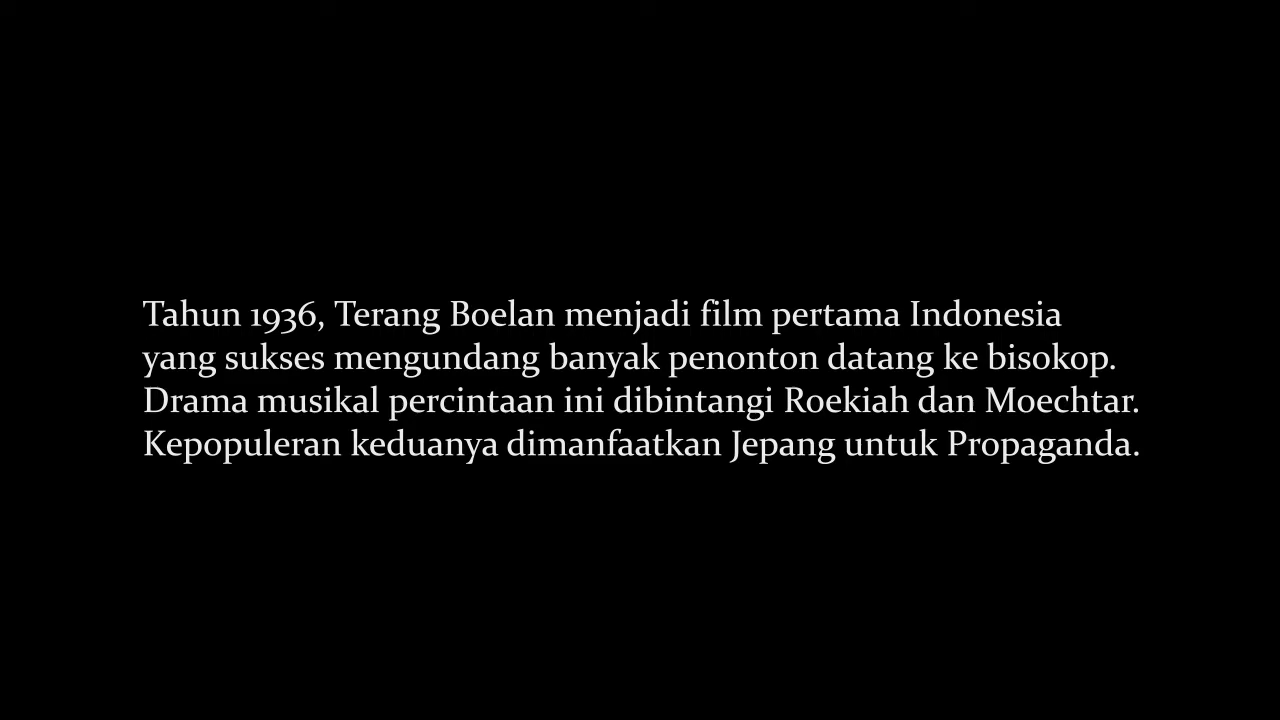 Tahun 1936, Terang Boelan menjadi film pertama Indonesia
yang sukses mengundang banyak penonton datang ke bisokop.
Drama musikal percintaan ini dibintangi Roekiah dan Moechtar.
Kepopuleran keduanya dimanfaatkan Jepang untuk Propaganda.